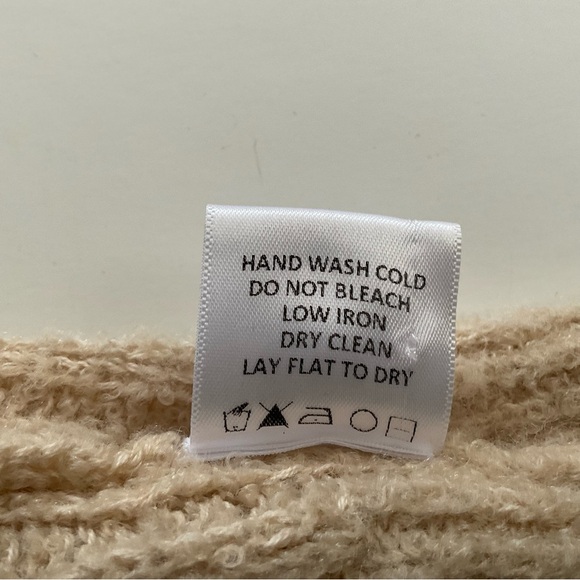 HAND WASH COLD
DO NOT BLEACH
LOW IRON
DRY CLEAN
LAY FLAT TO DRY